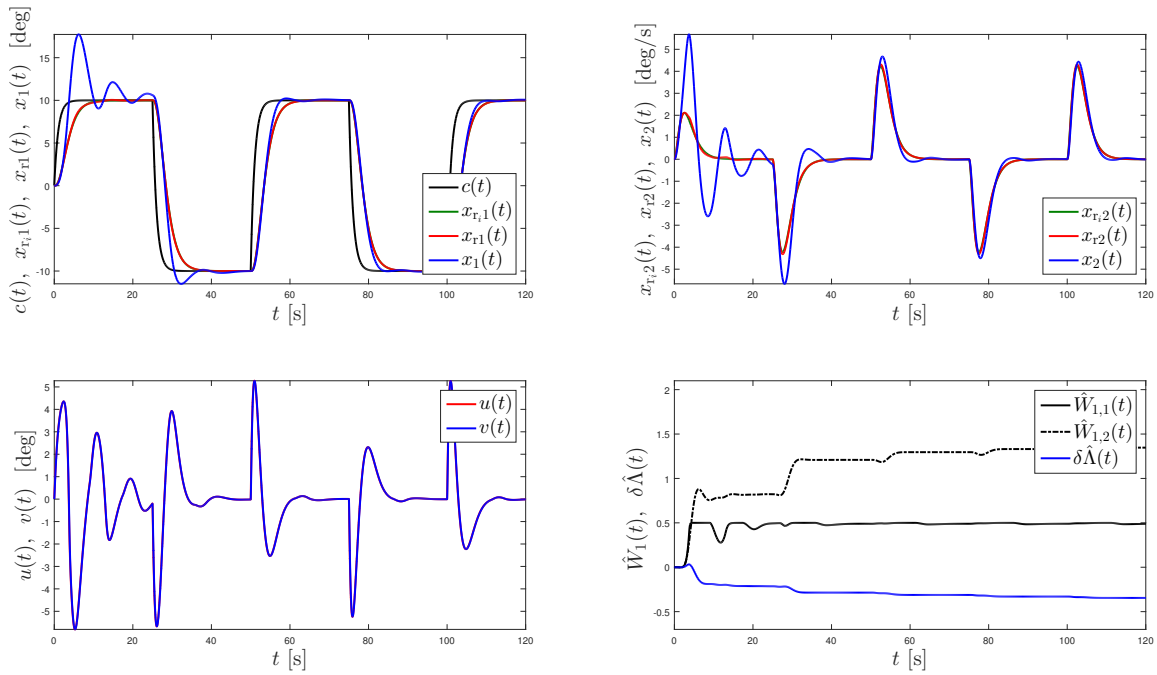 c(t), x_{r_i1}(t), x_{r1}(t), x_1(t) [deg]
15
10
5
0
-5
-10
0 20 40 60 80 100 120
t [s]
c(t)
x_{r_i1}(t)
x_{r1}(t)
x_1(t)
x_{r_i2}(t), x_{r2}(t), x_2(t) [deg/s]
5
4
3
2
1
0
-1
-2
-3
-4
-5
0 20 40 60 80 100 120
t [s]
x_{r_i2}(t)
x_{r2}(t)
x_2(t)
u(t), v(t) [deg]
5
4
3
2
1
0
-1
-2
-3
-4
-5
0 20 40 60 80 100 120
t [s]
u(t)
v(t)
Ŵ_1(t), δΛ̂(t)
2
1.5
1
0.5
0
-0.5
0 20 40 60 80 100 120
t [s]
Ŵ_{1,1}(t)
Ŵ_{1,2}(t)
δΛ̂(t)